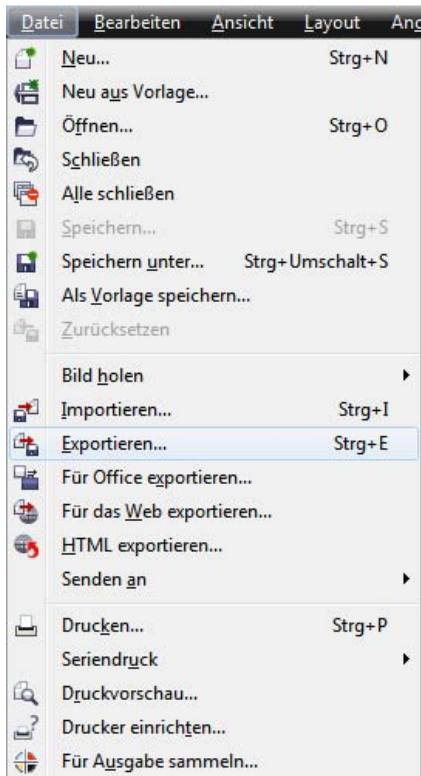 Datei Bearbeiten Ansicht Layout
Neu... Strg+N
Neu aus Vorlage...
Öffnen... Strg+O
Schließen
Alle schließen
Speichern... Strg+S
Speichern unter... Strg+Umschalt+S
Als Vorlage speichern...
Zurücksetzen
Bild holen
Importieren... Strg+I
Exportieren... Strg+E
Für Office exportieren...
Für das Web exportieren...
HTML exportieren...
Senden an
Drucken... Strg+P
Seriendruck
Druckvorschau...
Drucker einrichten...
Für Ausgabe sammeln...